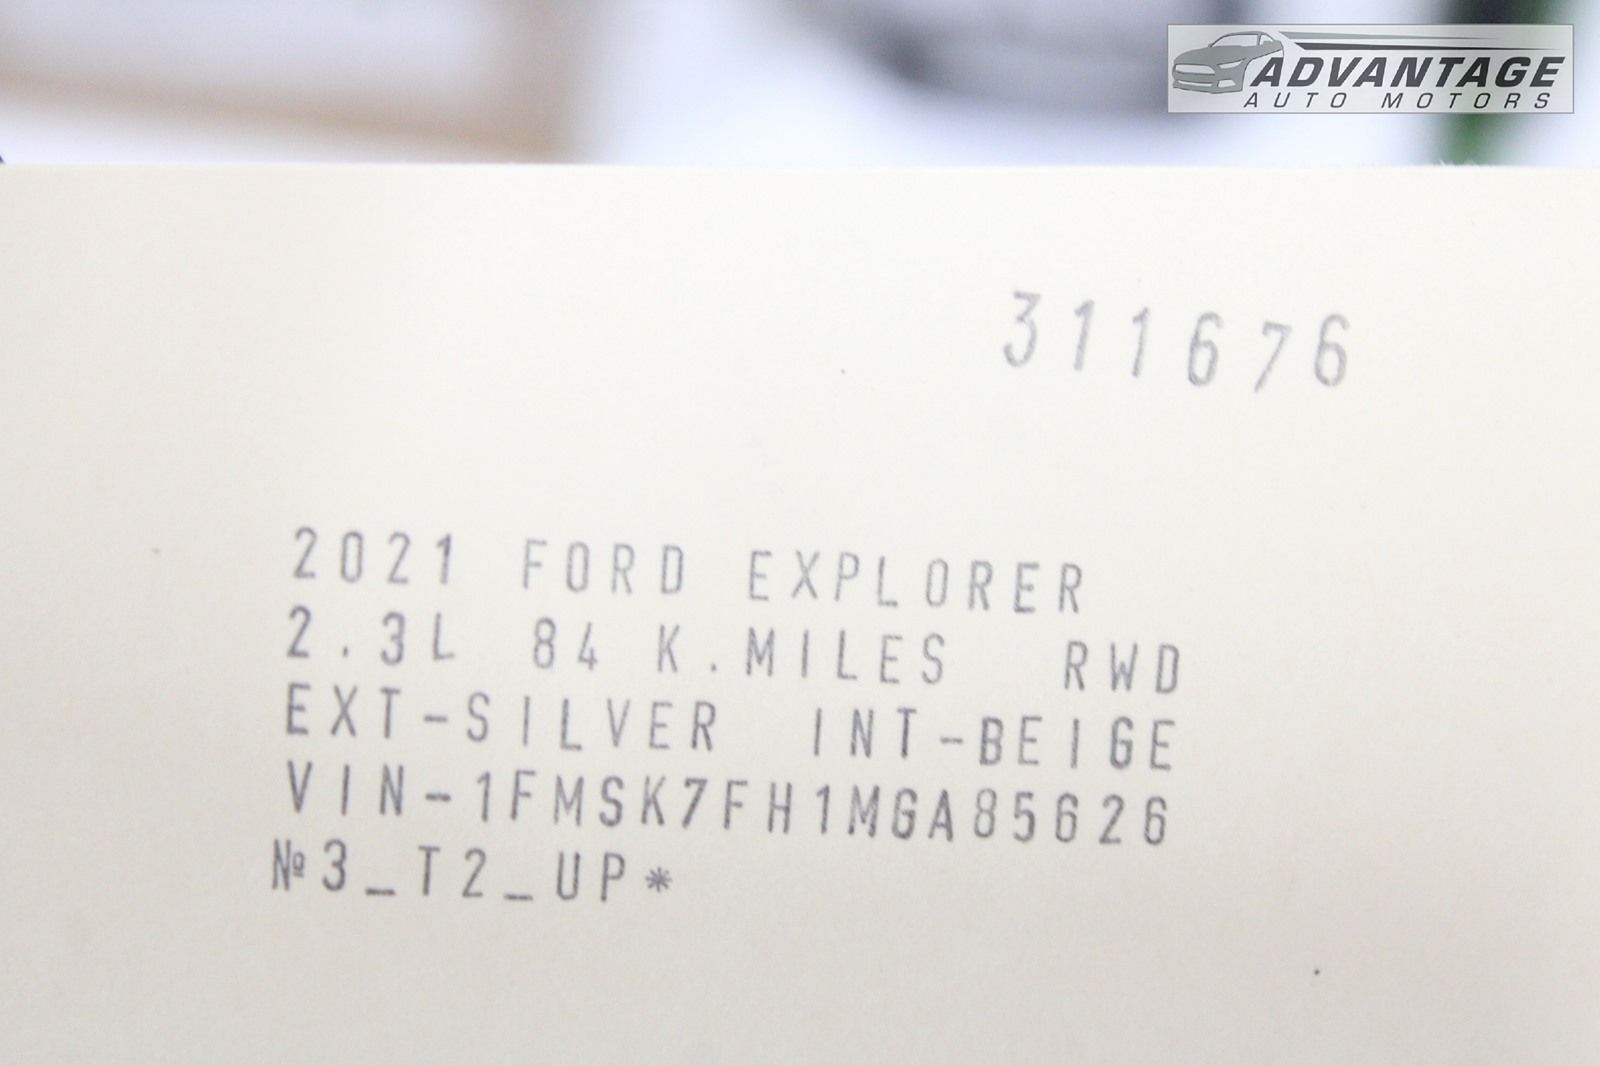 ADVANTAGE
AUTO MOTORS
311676
2021 FORD EXPLORER
2.3L 84 K.MILES RWD
EXT-SILVER INT-BEIGE
VIN-1FMSK7FH1MGA85626
№3_T2_UP*